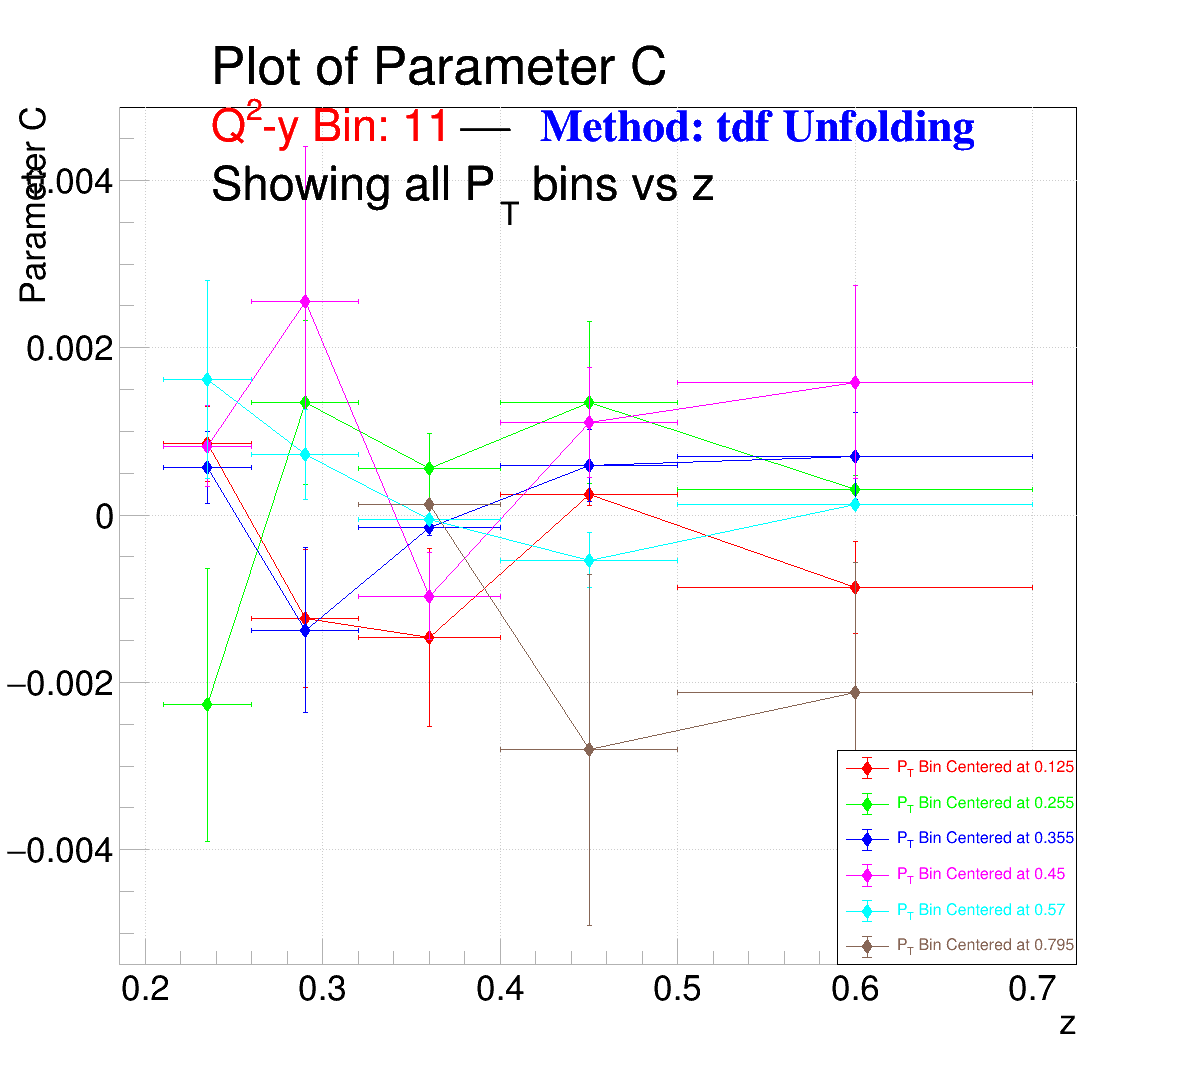 Plot of Parameter C
Q2-y Bin: 11 — Method: tdf Unfolding
Showing all PT bins vs z
Parameter C
0.004
0.002
0
−0.002
−0.004
0.2 0.3 0.4 0.5 0.6 0.7
z
PT Bin Centered at 0.125
PT Bin Centered at 0.255
PT Bin Centered at 0.355
PT Bin Centered at 0.45
PT Bin Centered at 0.57
PT Bin Centered at 0.795